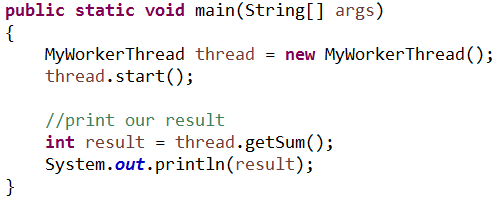 public static void main(String[] args)
{
    MyWorkerThread thread = new MyWorkerThread();
    thread.start();

    //print our result
    int result = thread.getSum();
    System.out.println(result);
}